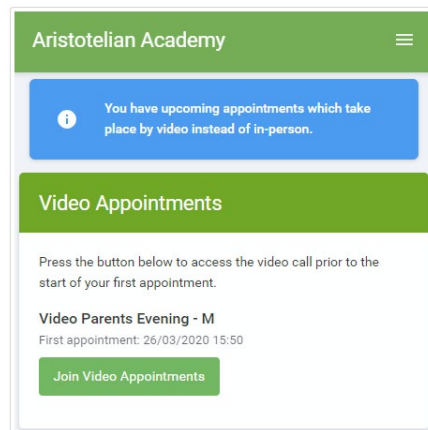 Aristotelian Academy
You have upcoming appointments which take
place by video instead of in-person.
Video Appointments
Press the button below to access the video call prior to the
start of your first appointment.
Video Parents Evening - M
First appointment: 26/03/2020 15:50
Join Video Appointments